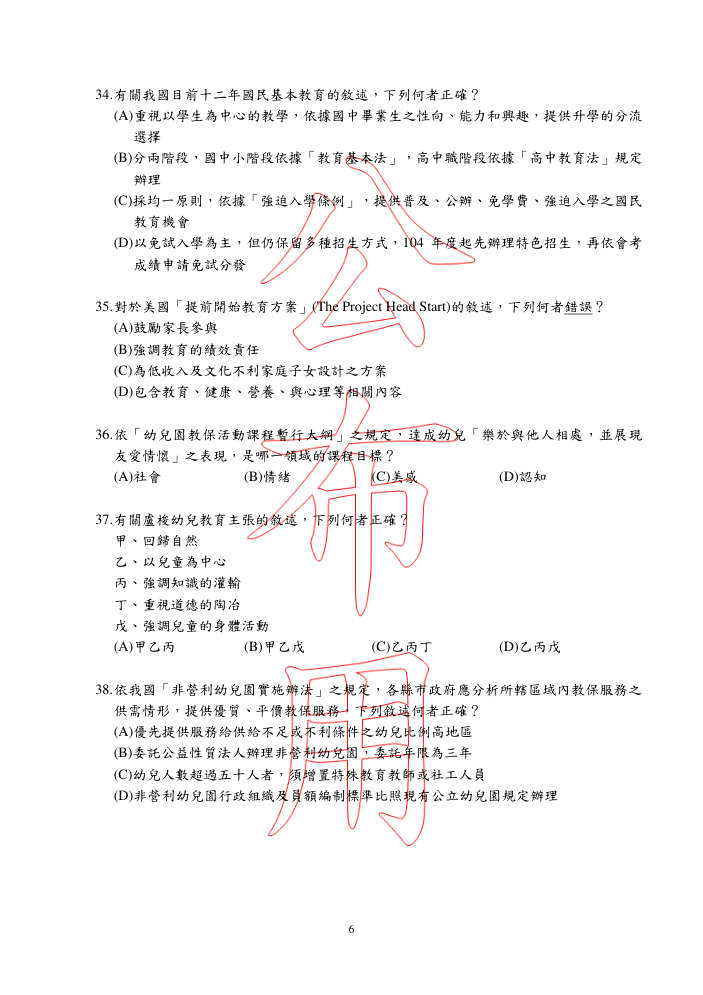 34.有關我國目前十二年國民基本教育的敘述，下列何者正確？
(A)重視以學生為中心的教學，依據國中畢業生之性向、能力和興趣，提供升學的分流
選擇
(B)分兩階段，國中小階段依據「教育基本法」，高中職階段依據「高中教育法」規定
辦理
(C)採均一原則，依據「強迫入學條例」，提供普及、公辦、免學費、強迫入學之國民
教育機會
(D)以免試入學為主，但仍保留多種招生方式，104 年度起先辦理特色招生，再依會考
成績申請免試分發
35.對於美國「提前開始教育方案」(The Project Head Start)的敘述，下列何者錯誤？
(A)鼓勵家長參與
(B)強調教育的績效責任
(C)為低收入及文化不利家庭子女設計之方案
(D)包含教育、健康、營養、與心理等相關內容
36.依「幼兒園教保活動課程暫行大綱」之規定，達成幼兒「樂於與他人相處，並展現
友愛情懷」之表現，是哪一領域的課程目標？
(A)社會 (B)情緒 (C)美感 (D)認知
37.有關盧梭幼兒教育主張的敘述，下列何者正確？
甲、回歸自然
乙、以兒童為中心
丙、強調知識的灌輸
丁、重視道德的陶冶
戊、強調兒童的身體活動
(A)甲乙丙 (B)甲乙戊 (C)乙丙丁 (D)乙丙戊
38.依我國「非營利幼兒園實施辦法」之規定，各縣市政府應分析所轄區域內教保服務之
供需情形，提供優質、平價教保服務，下列敘述何者正確？
(A)優先提供服務給供給不足或不利條件之幼兒比例高地區
(B)委託公益性質法人辦理非營利幼兒園，委託年限為三年
(C)幼兒人數超過五十人者，須增置特殊教育教師或社工人員
(D)非營利幼兒園行政組織及員額編制標準比照現有公立幼兒園規定辦理
公布用
6